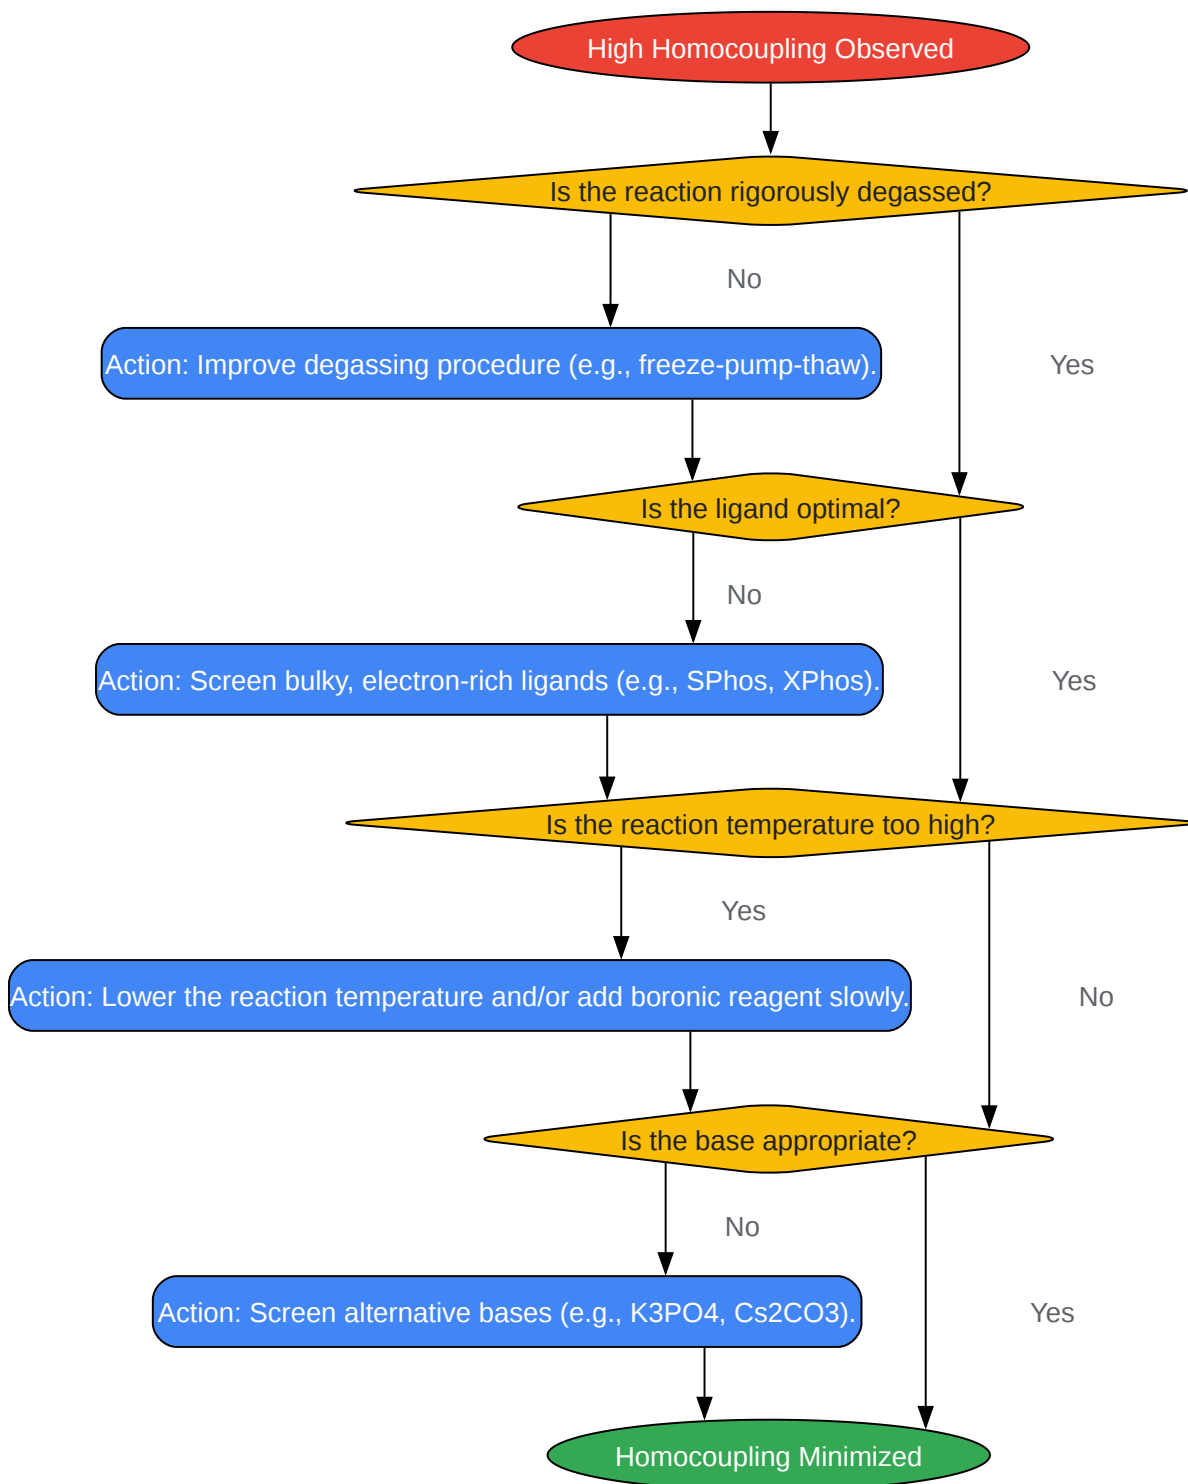 High Homocoupling Observed
Is the reaction rigorously degassed?
No
Action: Improve degassing procedure (e.g., freeze-pump-thaw).
Yes
Is the ligand optimal?
No
Action: Screen bulky, electron-rich ligands (e.g., SPhos, XPhos).
Yes
Is the reaction temperature too high?
Yes
Action: Lower the reaction temperature and/or add boronic reagent slowly.
No
Is the base appropriate?
No
Action: Screen alternative bases (e.g., K3PO4, Cs2CO3).
Yes
Homocoupling Minimized